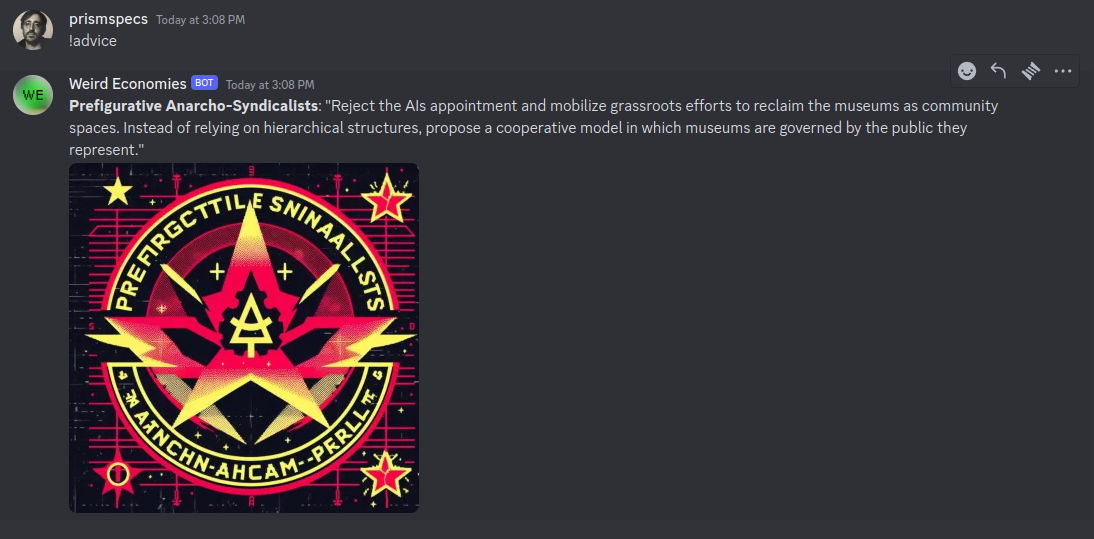 prismspecs Today at 3:08 PM
!advice
WE
Weird Economies BOT Today at 3:08 PM
Prefigurative Anarcho-Syndicalists: "Reject the AIs appointment and mobilize grassroots efforts to reclaim the museums as community
spaces. Instead of relying on hierarchical structures, propose a cooperative model in which museums are governed by the public they
represent."
PREFIRGCTTILE SNINAALLSTS